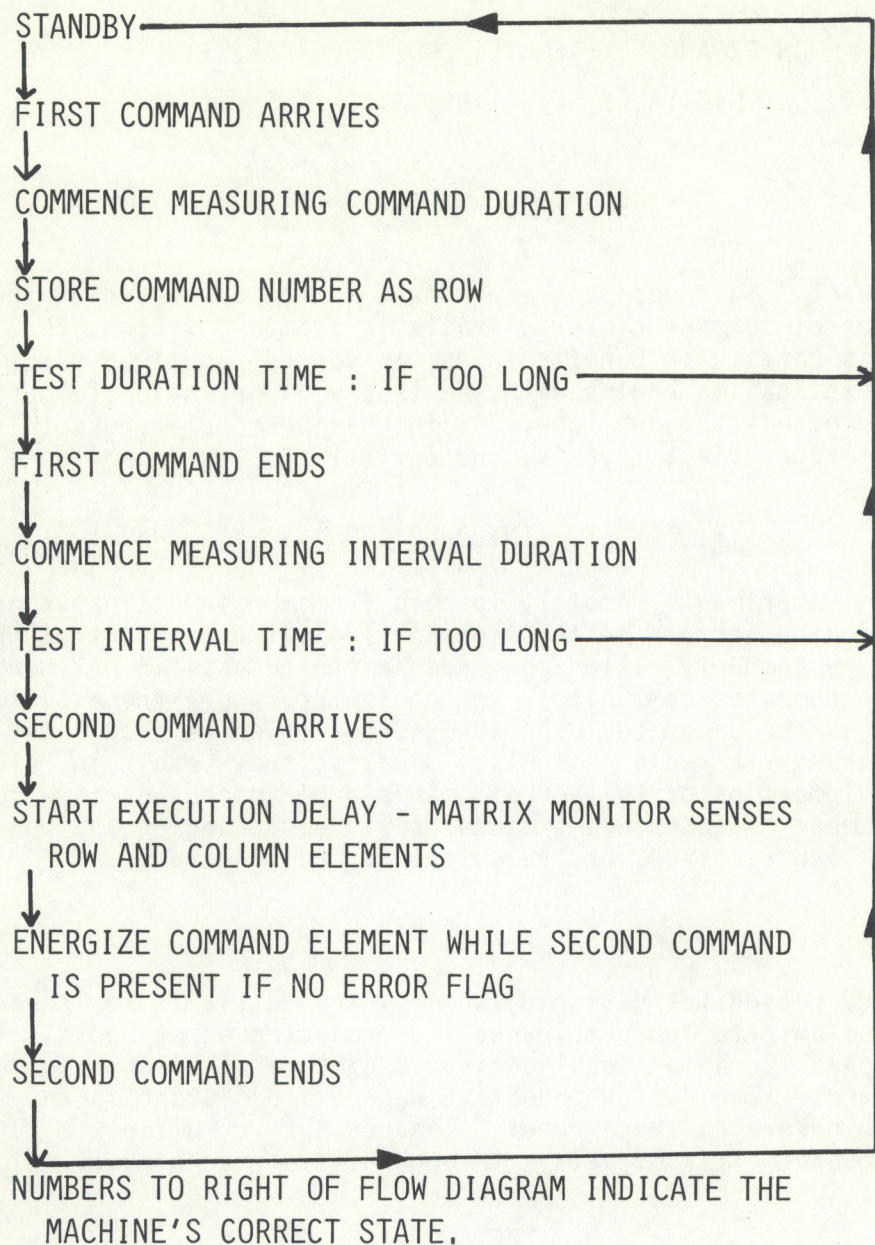 STANDBY
FIRST COMMAND ARRIVES
COMMENCE MEASURING COMMAND DURATION
STORE COMMAND NUMBER AS ROW
TEST DURATION TIME : IF TOO LONG
FIRST COMMAND ENDS
COMMENCE MEASURING INTERVAL DURATION
TEST INTERVAL TIME : IF TOO LONG
SECOND COMMAND ARRIVES
START EXECUTION DELAY - MATRIX MONITOR SENSES
ROW AND COLUMN ELEMENTS
ENERGIZE COMMAND ELEMENT WHILE SECOND COMMAND
IS PRESENT IF NO ERROR FLAG
SECOND COMMAND ENDS
NUMBERS TO RIGHT OF FLOW DIAGRAM INDICATE THE
MACHINE'S CORRECT STATE.